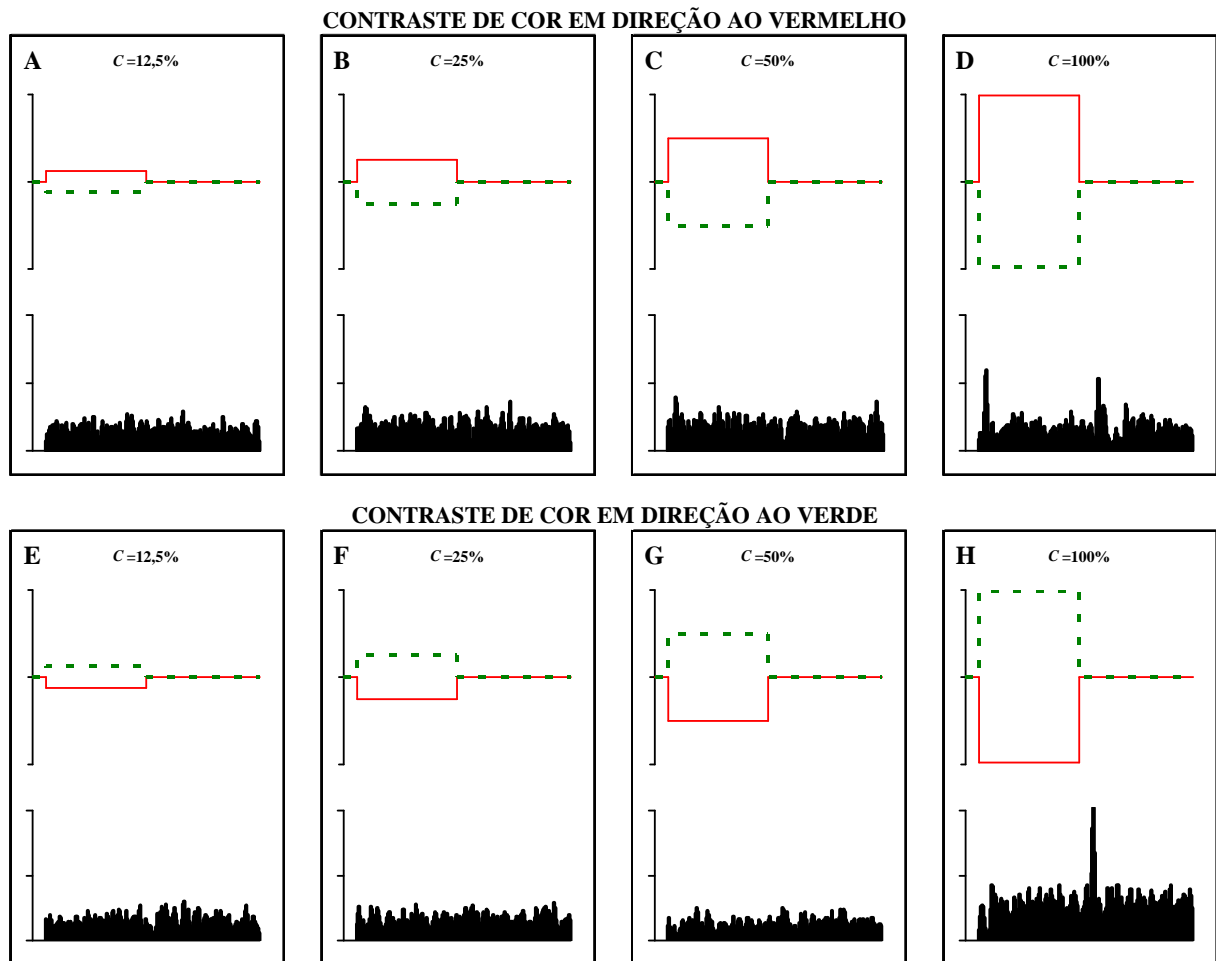 CONTRASTE DE COR EM DIREÇÃO AO VERMELHO
A C=12,5% B C=25% C C=50% D C=100%
CONTRASTE DE COR EM DIREÇÃO AO VERDE
E C=12,5% F C=25% G C=50% H C=100%